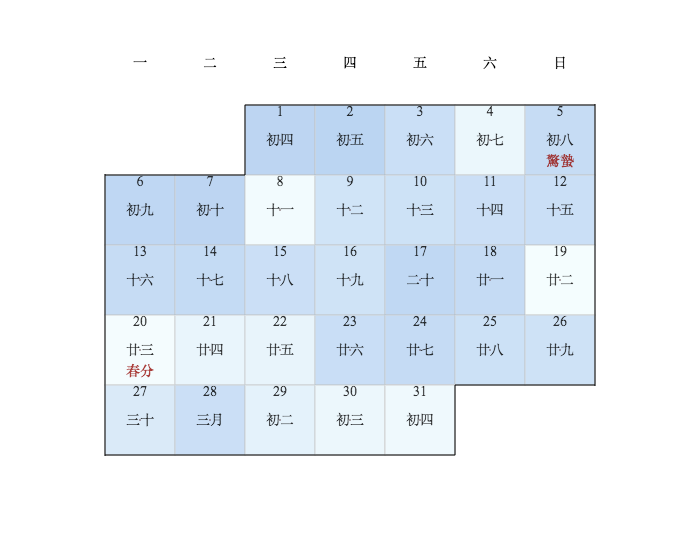 一 二 三 四 五 六 日
1 2 3 4 5
初四 初五 初六 初七 初八
驚蟄
6 7 8 9 10 11 12
初九 初十 十一 十二 十三 十四 十五
13 14 15 16 17 18 19
十六 十七 十八 十九 二十 廿一 廿二
20 21 22 23 24 25 26
廿三 廿四 廿五 廿六 廿七 廿八 廿九
春分
27 28 29 30 31
三十 三月 初二 初三 初四